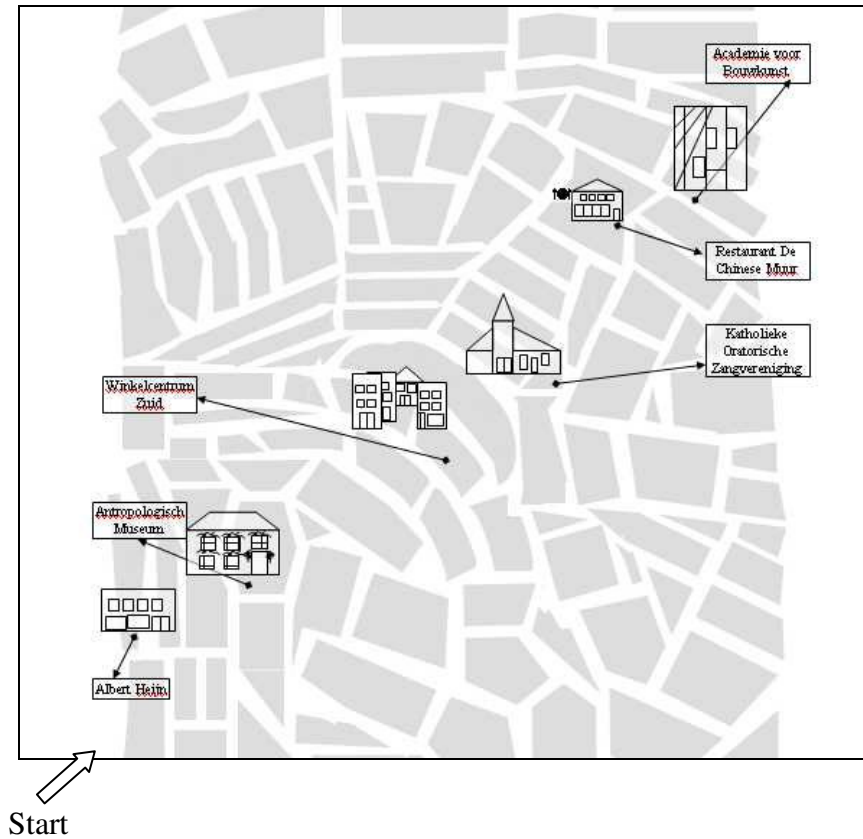 Academie voor
Bouwkunst
Restaurant De
Chinese Muur
Katholieke
Oratorische
Zangvereniging
Winkelcentrum
Zuid
Antropologisch
Museum
Albert Heijn
Start